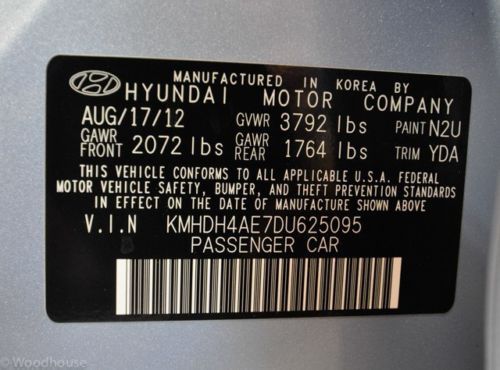 MANUFACTURED IN KOREA BY
HYUNDAI MOTOR COMPANY
AUG/17/12 GVWR 3792 lbs PAINT N2U
GAWR FRONT 2072 lbs GAWR REAR 1764 lbs TRIM YDA
THIS VEHICLE CONFORMS TO ALL APPLICABLE U.S.A. FEDERAL
MOTOR VEHICLE SAFETY, BUMPER, AND THEFT PREVENTION STANDARDS
IN EFFECT ON THE DATE OF MANUFACTURE SHOWN ABOVE
V.I.N KMHDH4AE7DU625095
PASSENGER CAR
©Woodhouse